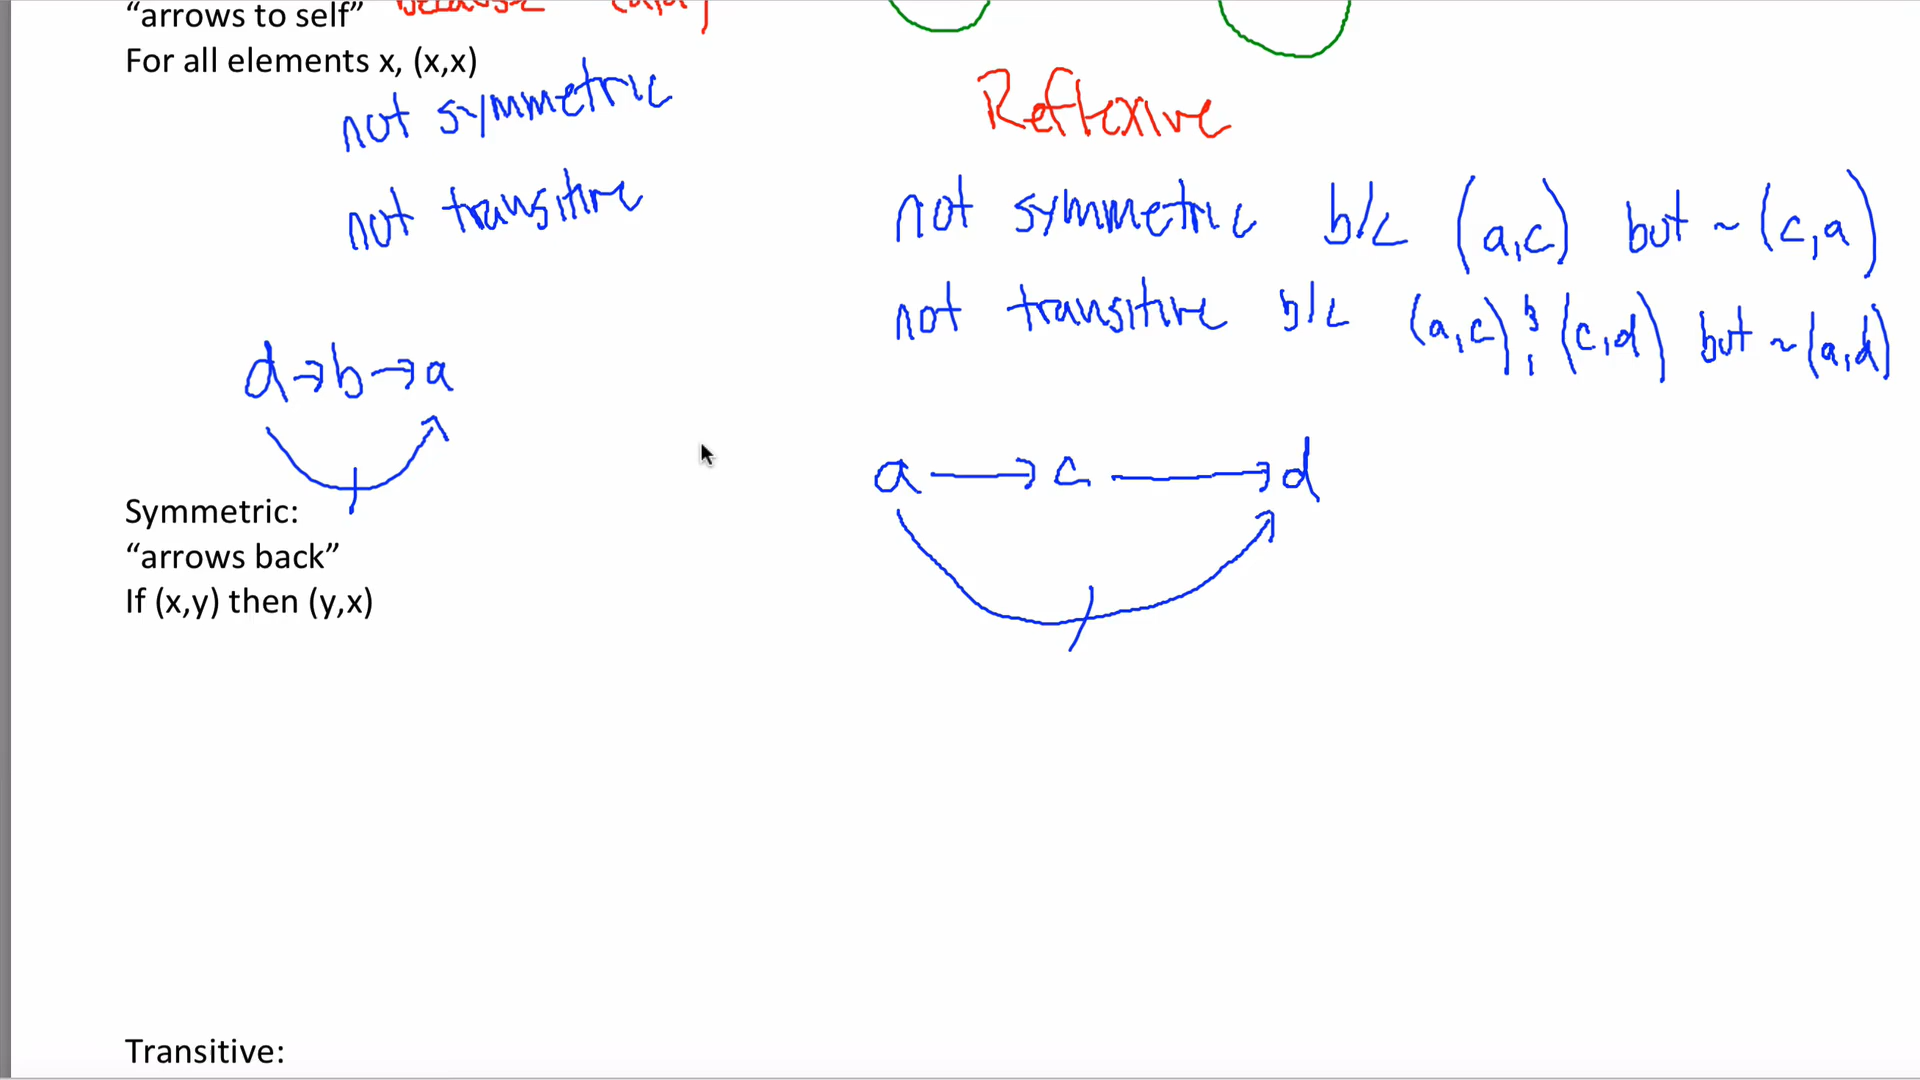 “arrows to self” because
For all elements x, (x,x)
not symmetric
Reflexive
not transitive
not symmetric b/c (a,c) but ~(c,a)
not transitive b/c (a,c) & (c,d) but ~(a,d)
d→b→a
a→c→d
Symmetric:
“arrows back”
If (x,y) then (y,x)
Transitive: